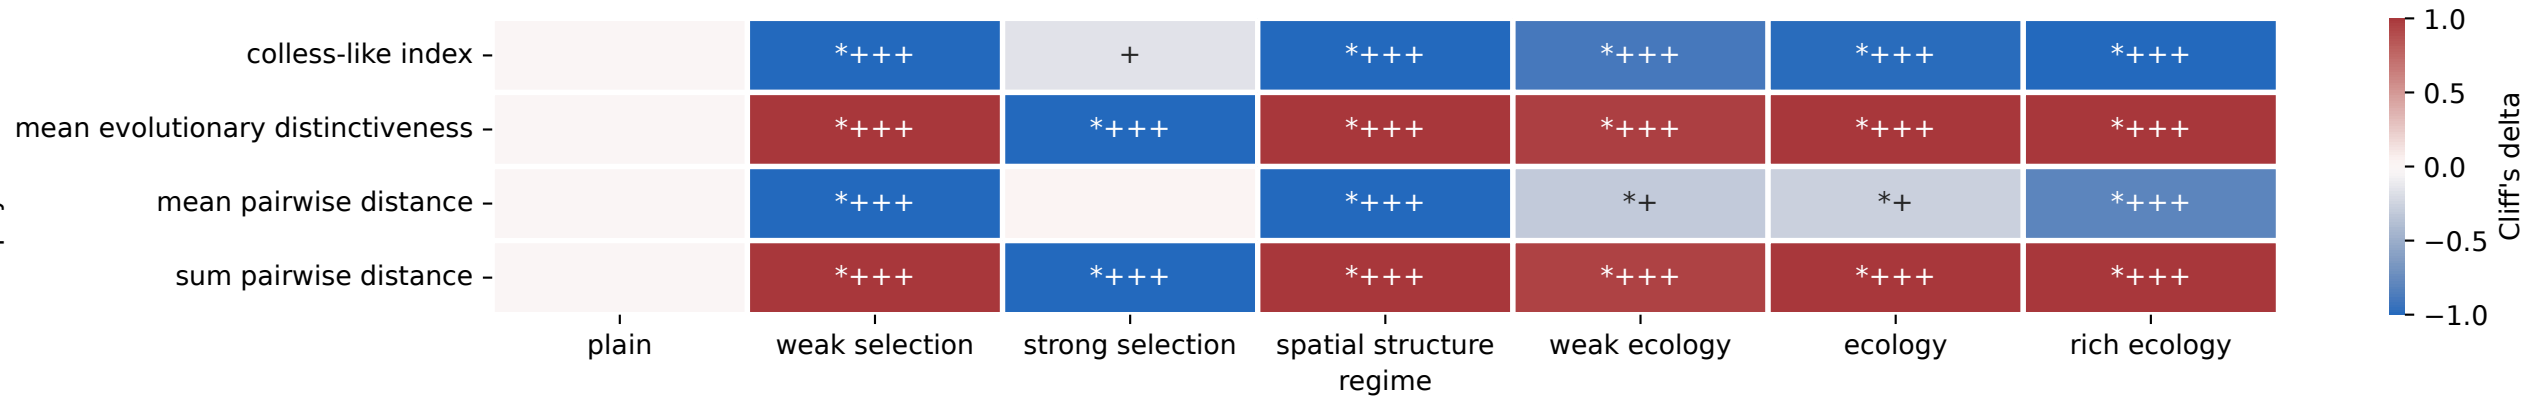 colless-like index *+++ + *+++ *+++ *+++ *+++
mean evolutionary distinctiveness *+++ *+++ *+++ *+++ *+++ *+++
mean pairwise distance *+++ *+++ *+ *+ *+++
sum pairwise distance *+++ *+++ *+++ *+++ *+++ *+++
plain weak selection strong selection spatial structure weak ecology ecology rich ecology
regime
1.0
0.5
0.0
−0.5
−1.0
Cliff's delta